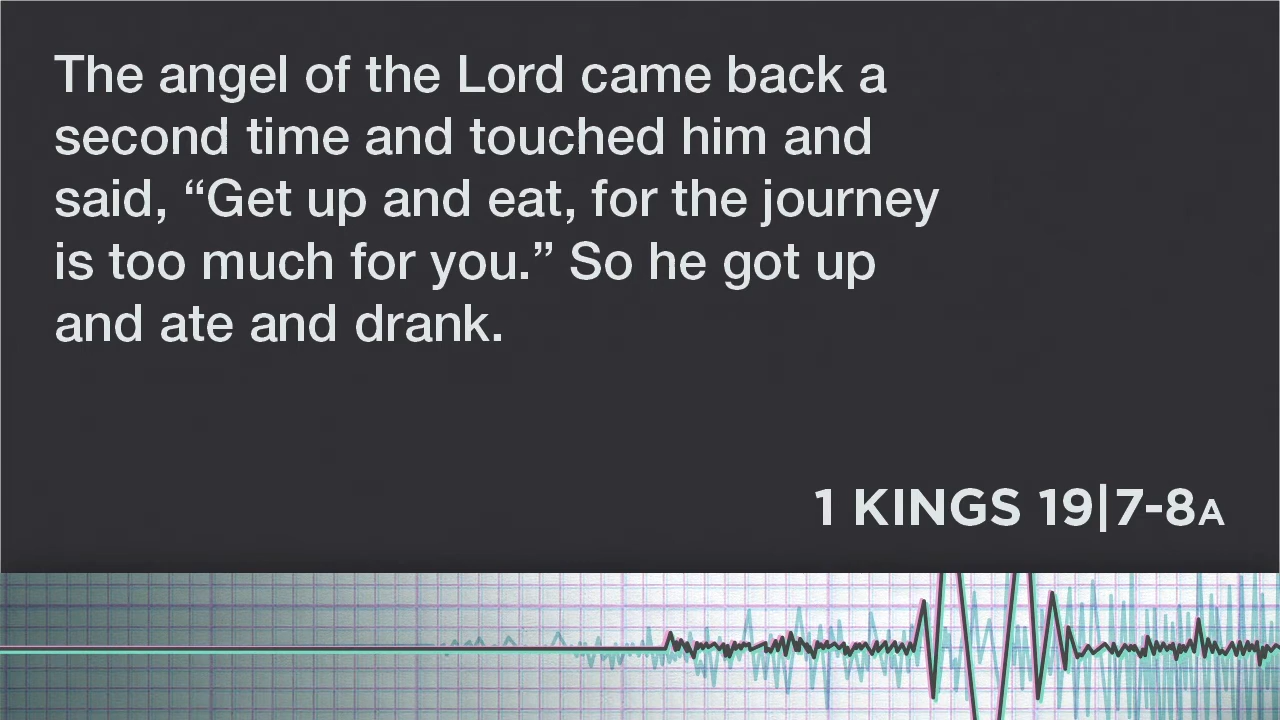 The angel of the Lord came back a
second time and touched him and
said, “Get up and eat, for the journey
is too much for you.” So he got up
and ate and drank.
1 KINGS 19|7-8A